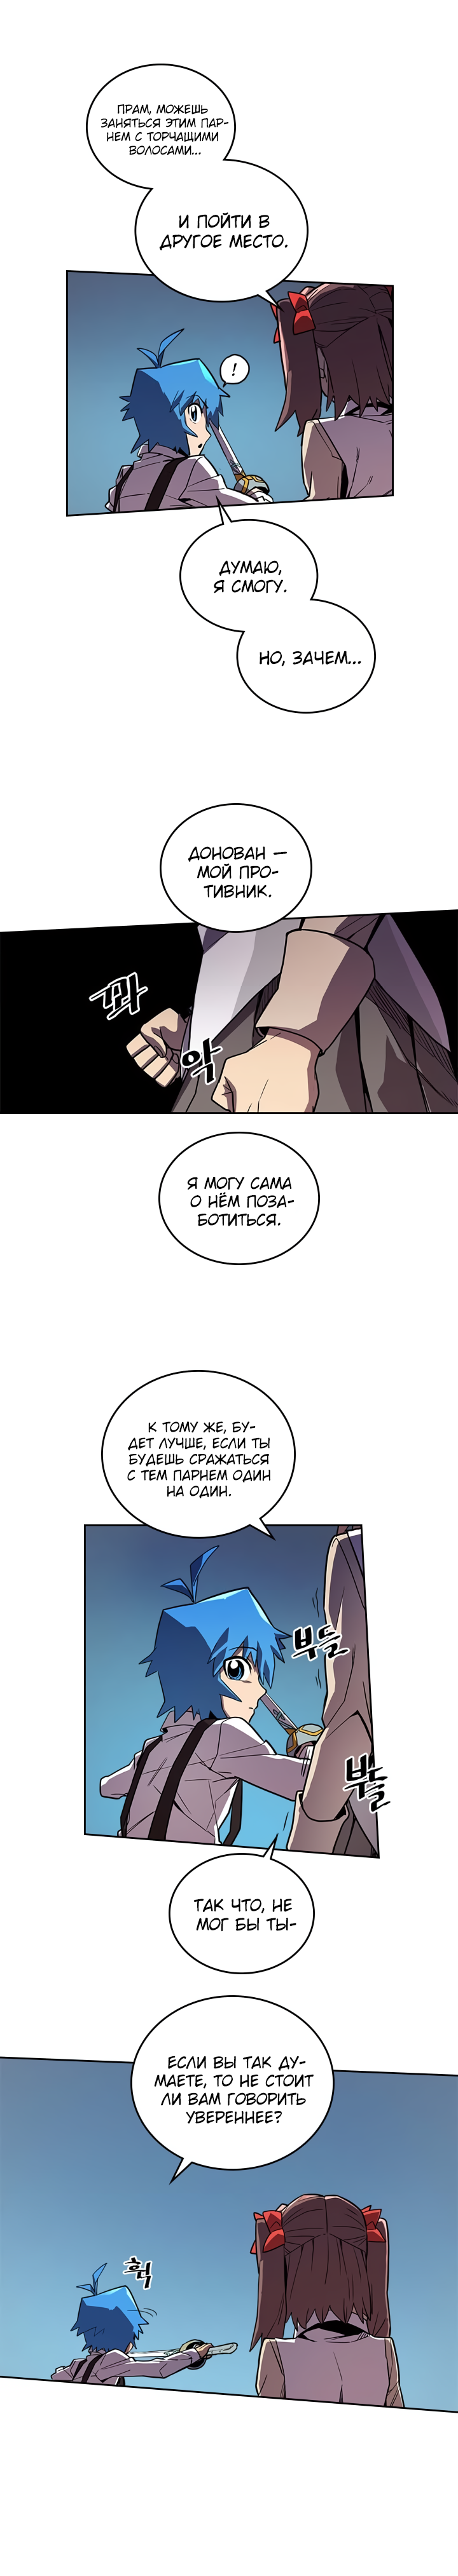 ПРАМ, МОЖЕШЬ
ЗАНЯТЬСЯ ЭТИМ ПАР-
НЕМ С ТОРЧАЩИМИ
ВОЛОСАМИ...
И ПОЙТИ В
ДРУГОЕ МЕСТО.
!
ДУМАЮ,
Я СМОГУ.
НО, ЗАЧЕМ...
ДОНОВАН —
МОЙ ПРО-
ТИВНИК.
꽈
악
Я МОГУ САМА
О НЁМ ПОЗА-
БОТИТЬСЯ.
К ТОМУ ЖЕ, БУ-
ДЕТ ЛУЧШЕ, ЕСЛИ ТЫ
БУДЕШЬ СРАЖАТЬСЯ
С ТЕМ ПАРНЕМ ОДИН
НА ОДИН.
부들
부들
ТАК ЧТО, НЕ
МОГ БЫ ТЫ-
ЕСЛИ ВЫ ТАК ДУ-
МАЕТЕ, ТО НЕ СТОИТ
ЛИ ВАМ ГОВОРИТЬ
УВЕРЕННЕЕ?
휙